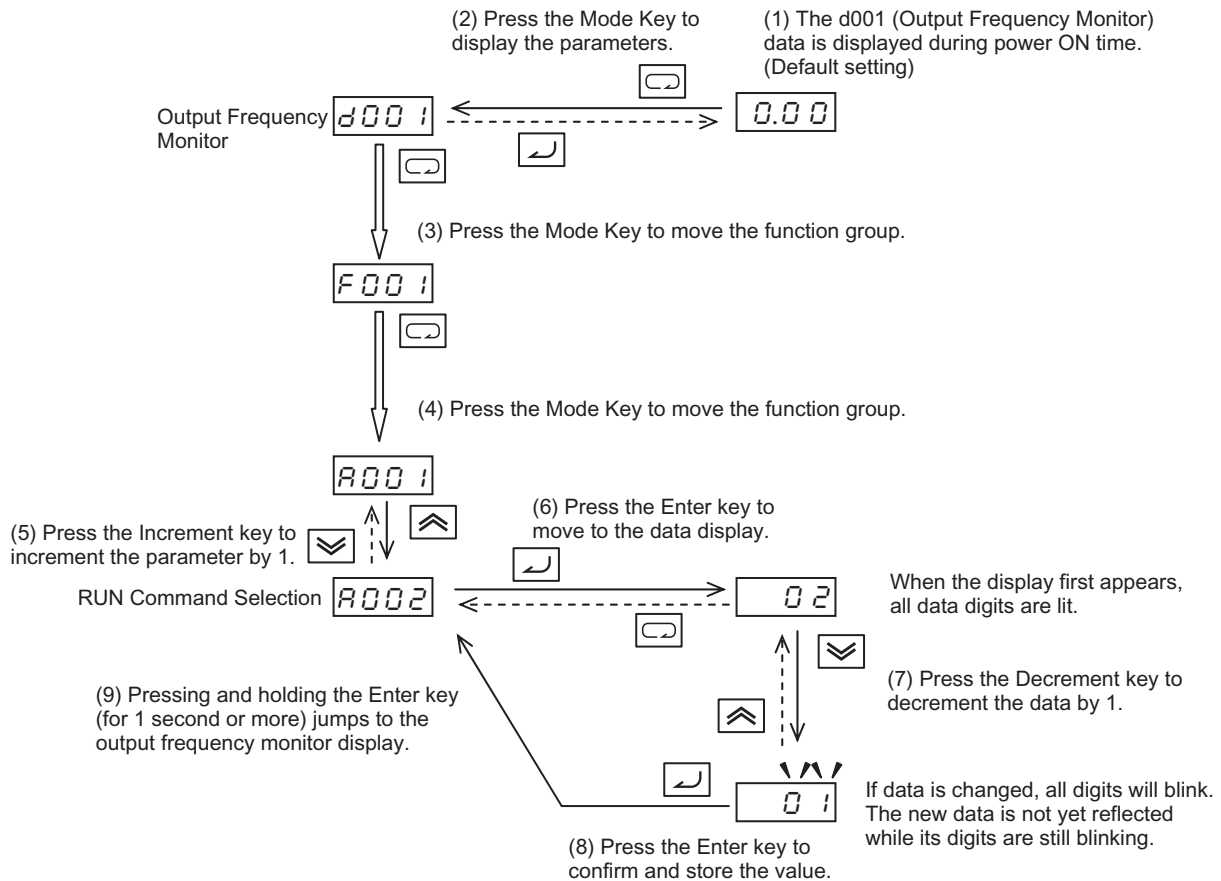 (2) Press the Mode Key to
display the parameters.
(1) The d001 (Output Frequency Monitor)
data is displayed during power ON time.
(Default setting)
Output Frequency
Monitor
d001
0.00
(3) Press the Mode Key to move the function group.
F001
(4) Press the Mode Key to move the function group.
A001
(5) Press the Increment key to
increment the parameter by 1.
(6) Press the Enter key to
move to the data display.
RUN Command Selection
A002
02
When the display first appears,
all data digits are lit.
(7) Press the Decrement key to
decrement the data by 1.
(9) Pressing and holding the Enter key
(for 1 second or more) jumps to the
output frequency monitor display.
01
If data is changed, all digits will blink.
The new data is not yet reflected
while its digits are still blinking.
(8) Press the Enter key to
confirm and store the value.